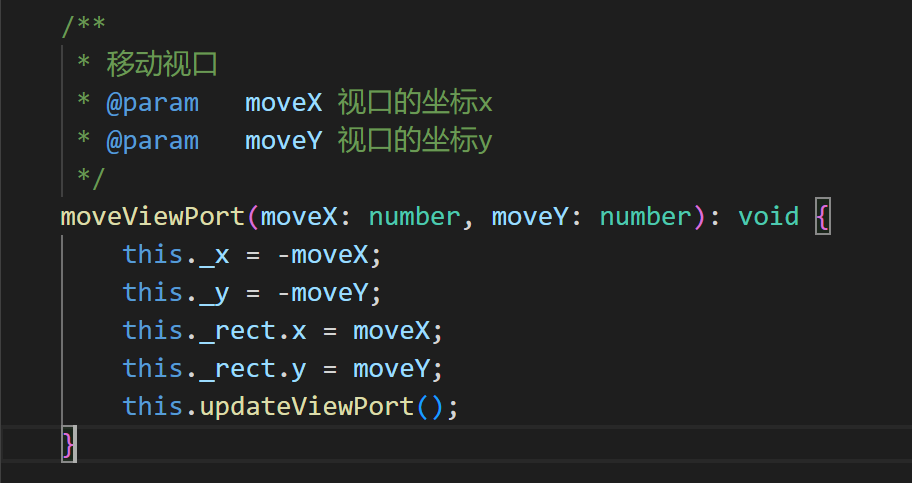 /**
 * 移动视口
 * @param   moveX 视口的坐标x
 * @param   moveY 视口的坐标y
 */
moveViewPort(moveX: number, moveY: number): void {
    this._x = -moveX;
    this._y = -moveY;
    this._rect.x = moveX;
    this._rect.y = moveY;
    this.updateViewPort();
}